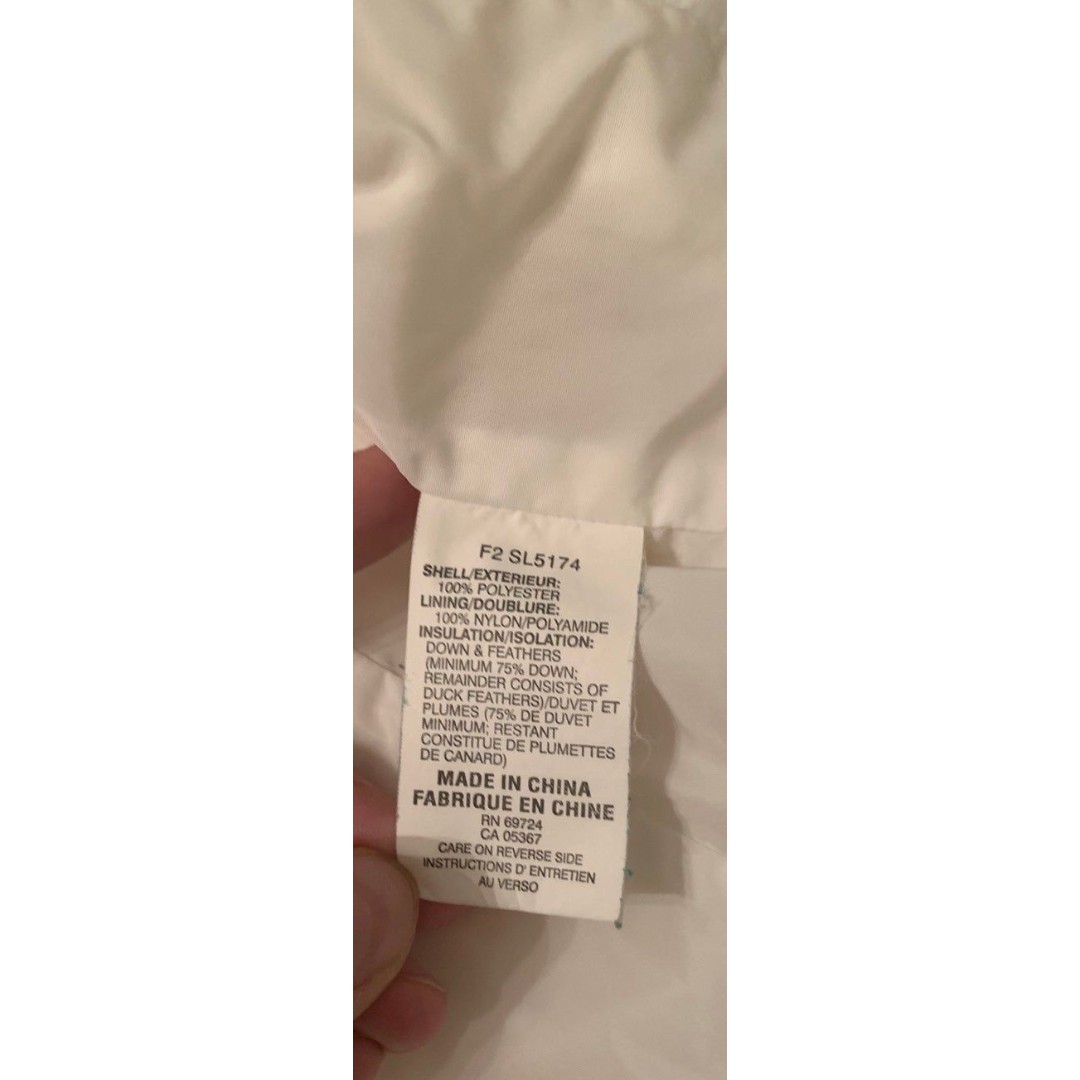 F2 SL5174
SHELL/EXTERIEUR:
100% POLYESTER
LINING/DOUBLURE:
100% NYLON/POLYAMIDE
INSULATION/ISOLATION:
DOWN & FEATHERS
(MINIMUM 75% DOWN;
REMAINDER CONSISTS OF
DUCK FEATHERS)/DUVET ET
PLUMES (75% DE DUVET
MINIMUM; RESTANT
CONSTITUE DE PLUMETTES
DE CANARD)
MADE IN CHINA
FABRIQUE EN CHINE
RN 69724
CA 05367
CARE ON REVERSE SIDE
INSTRUCTIONS D' ENTRETIEN
AU VERSO